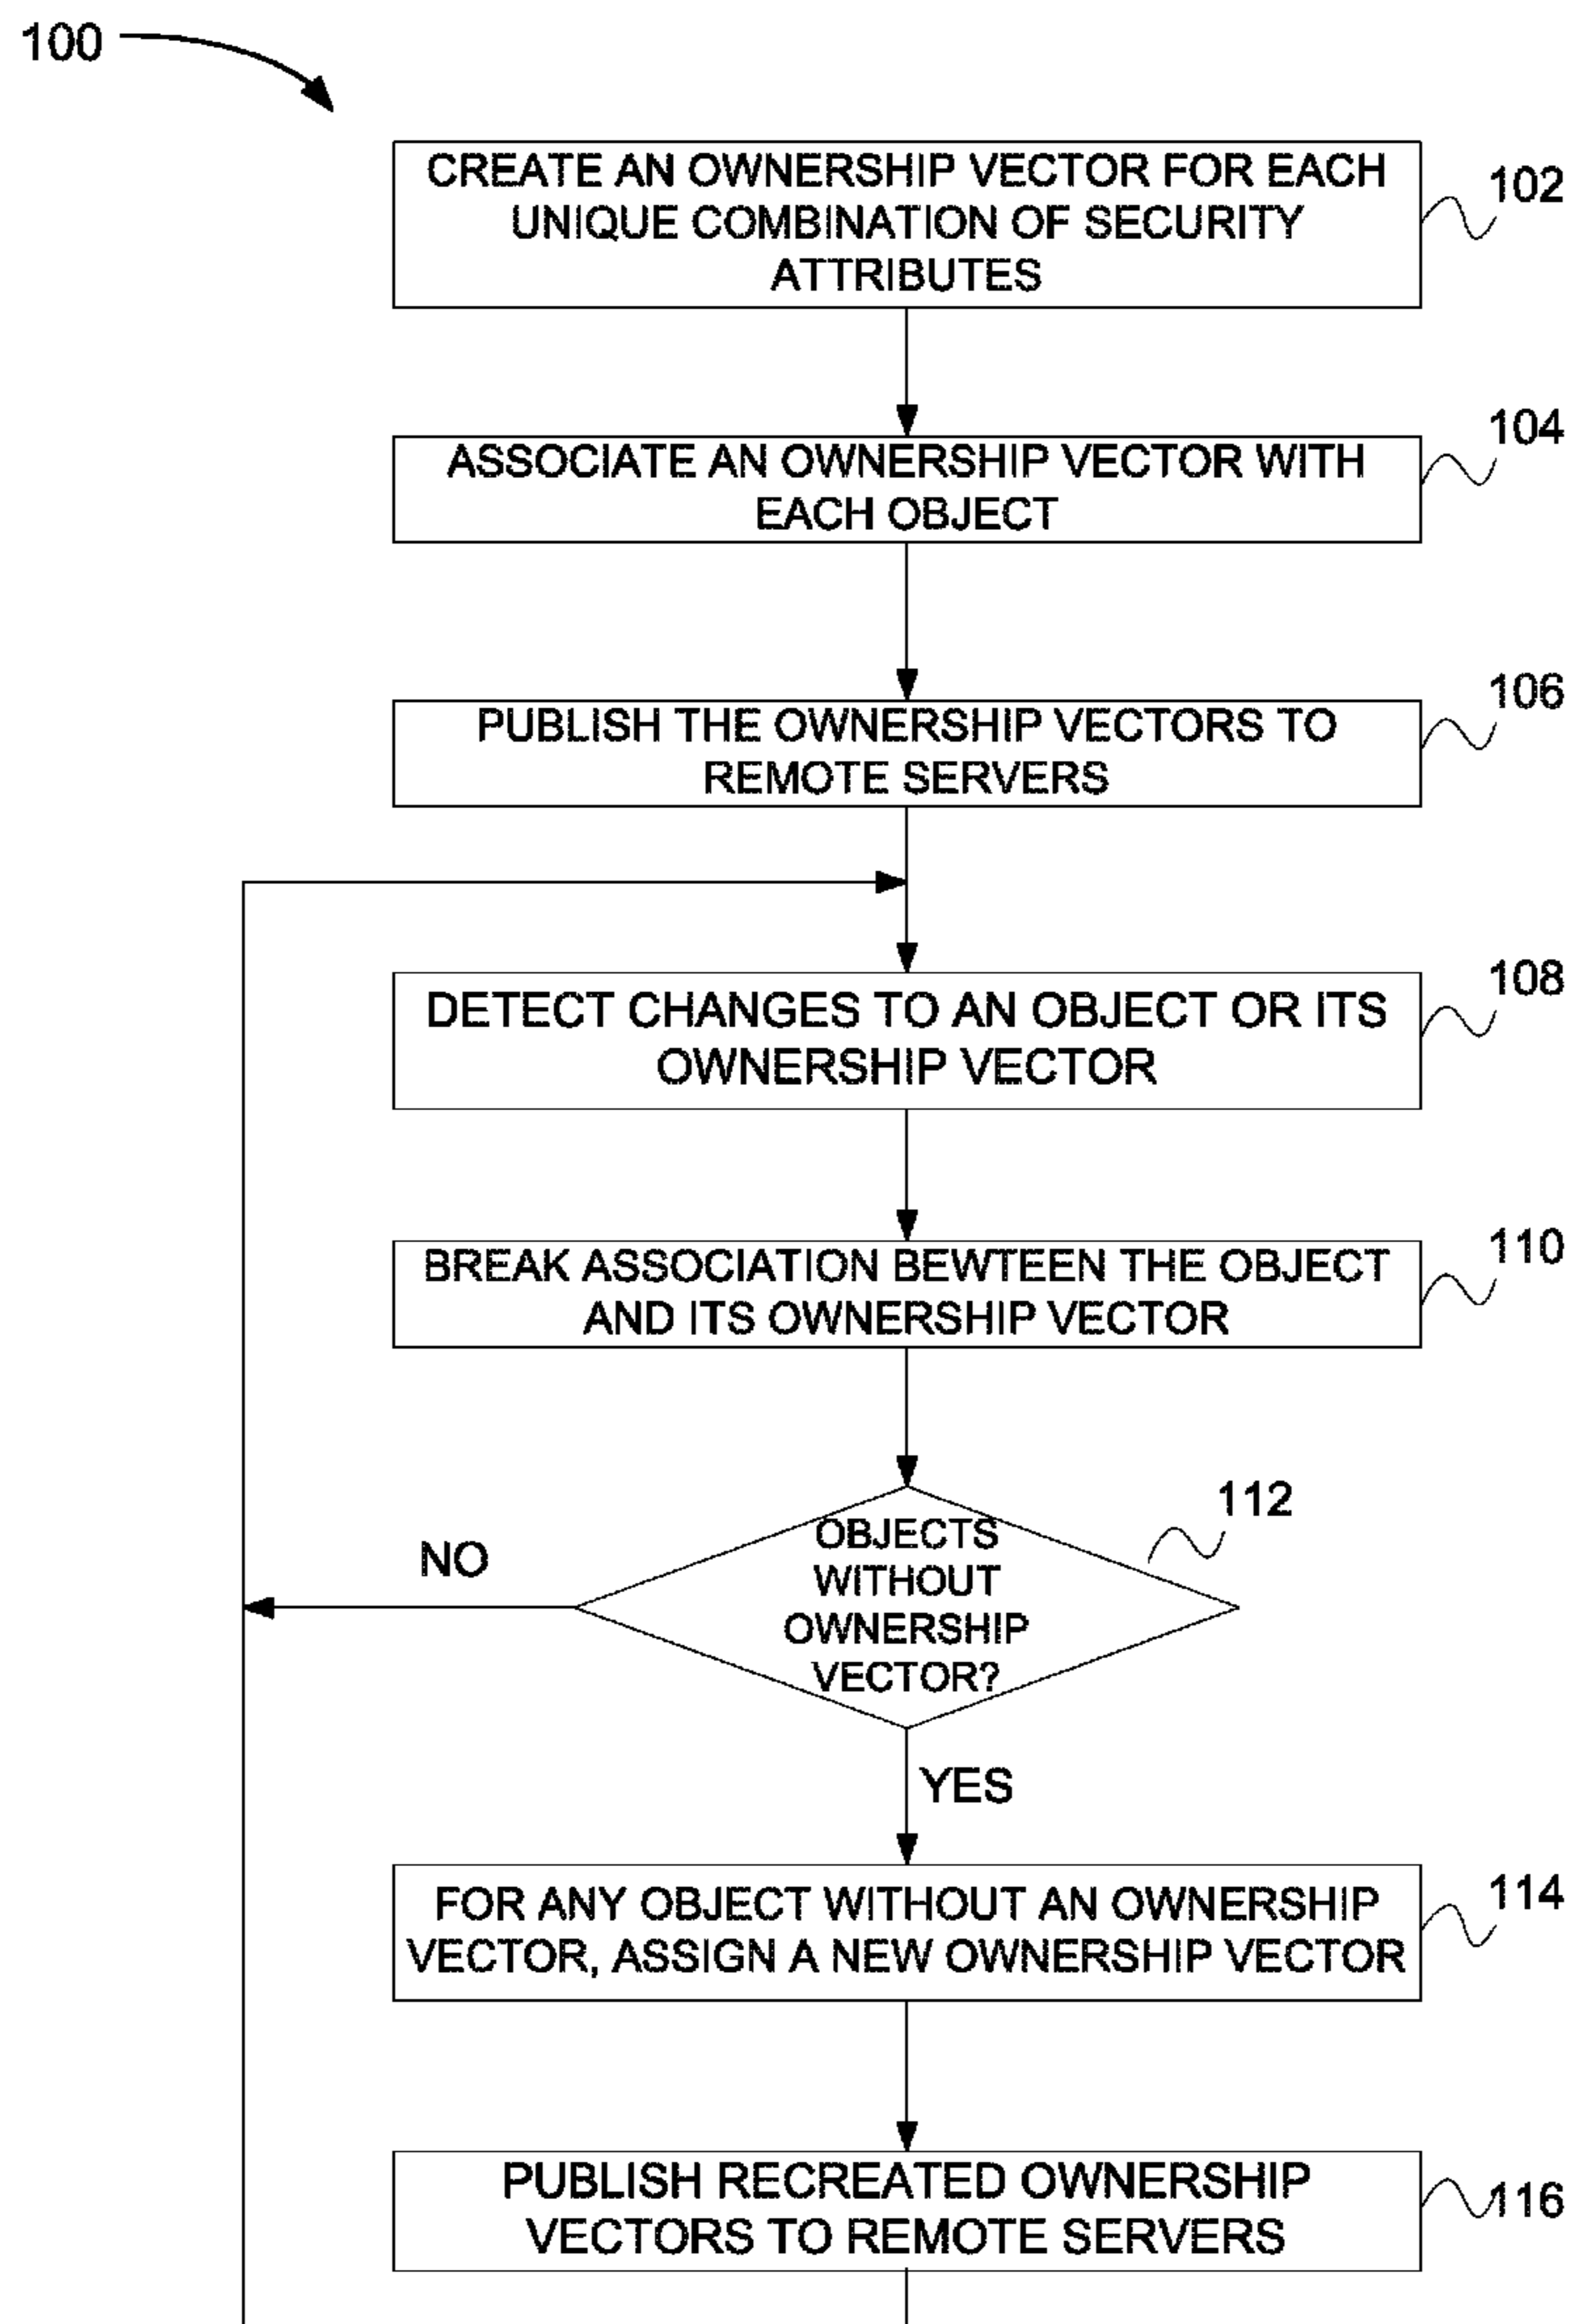 100
CREATE AN OWNERSHIP VECTOR FOR EACH
UNIQUE COMBINATION OF SECURITY
ATTRIBUTES
102
ASSOCIATE AN OWNERSHIP VECTOR WITH
EACH OBJECT
104
PUBLISH THE OWNERSHIP VECTORS TO
REMOTE SERVERS
106
DETECT CHANGES TO AN OBJECT OR ITS
OWNERSHIP VECTOR
108
BREAK ASSOCIATION BEWTEEN THE OBJECT
AND ITS OWNERSHIP VECTOR
110
OBJECTS
WITHOUT
OWNERSHIP
VECTOR?
112
NO
YES
FOR ANY OBJECT WITHOUT AN OWNERSHIP
VECTOR, ASSIGN A NEW OWNERSHIP VECTOR
114
PUBLISH RECREATED OWNERSHIP
VECTORS TO REMOTE SERVERS
116